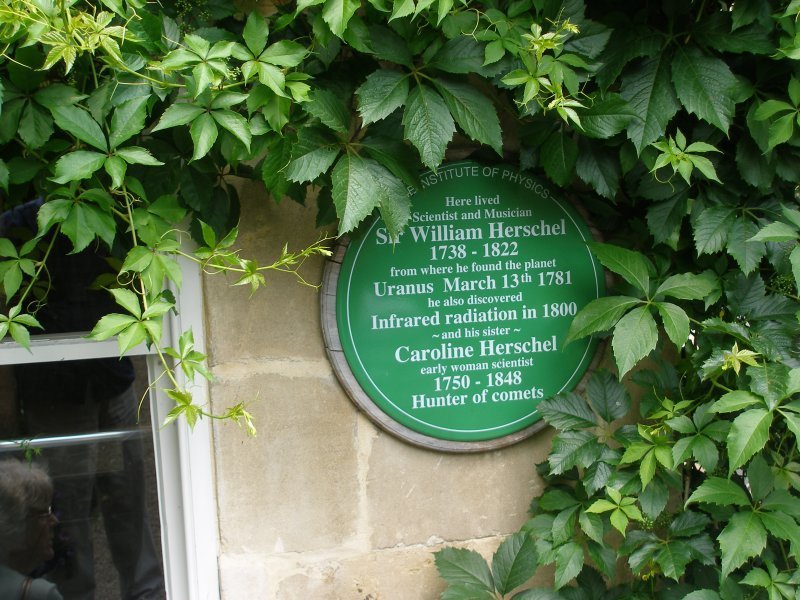 E INSTITUTE OF PHYSICS
Here lived
Scientist and Musician
Sir William Herschel
1738 - 1822
from where he found the planet
Uranus March 13th 1781
he also discovered
Infrared radiation in 1800
~ and his sister ~
Caroline Herschel
early woman scientist
1750 - 1848
Hunter of comets